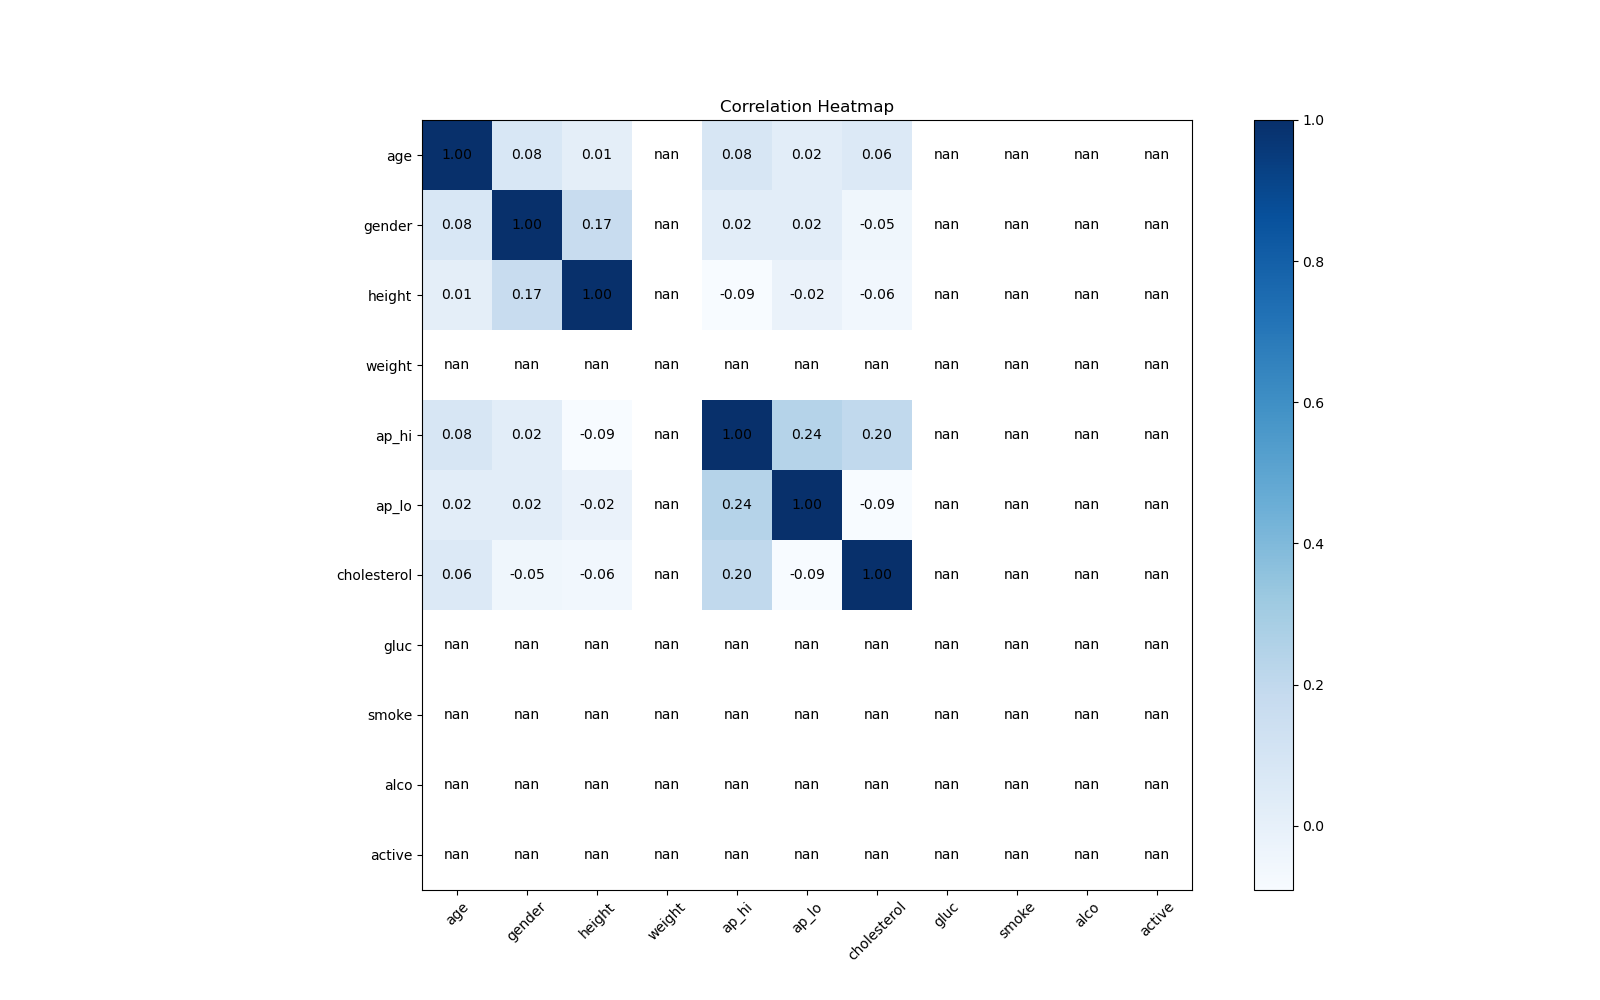 Correlation Heatmap
age 1.00 0.08 0.01 nan 0.08 0.02 0.06 nan nan nan nan
gender 0.08 1.00 0.17 nan 0.02 0.02 -0.05 nan nan nan nan
height 0.01 0.17 1.00 nan -0.09 -0.02 -0.06 nan nan nan nan
weight nan nan nan nan nan nan nan nan nan nan nan
ap_hi 0.08 0.02 -0.09 nan 1.00 0.24 0.20 nan nan nan nan
ap_lo 0.02 0.02 -0.02 nan 0.24 1.00 -0.09 nan nan nan nan
cholesterol 0.06 -0.05 -0.06 nan 0.20 -0.09 1.00 nan nan nan nan
gluc nan nan nan nan nan nan nan nan nan nan nan
smoke nan nan nan nan nan nan nan nan nan nan nan
alco nan nan nan nan nan nan nan nan nan nan nan
active nan nan nan nan nan nan nan nan nan nan nan
age gender height weight ap_hi ap_lo cholesterol gluc smoke alco active
1.0
0.8
0.6
0.4
0.2
0.0